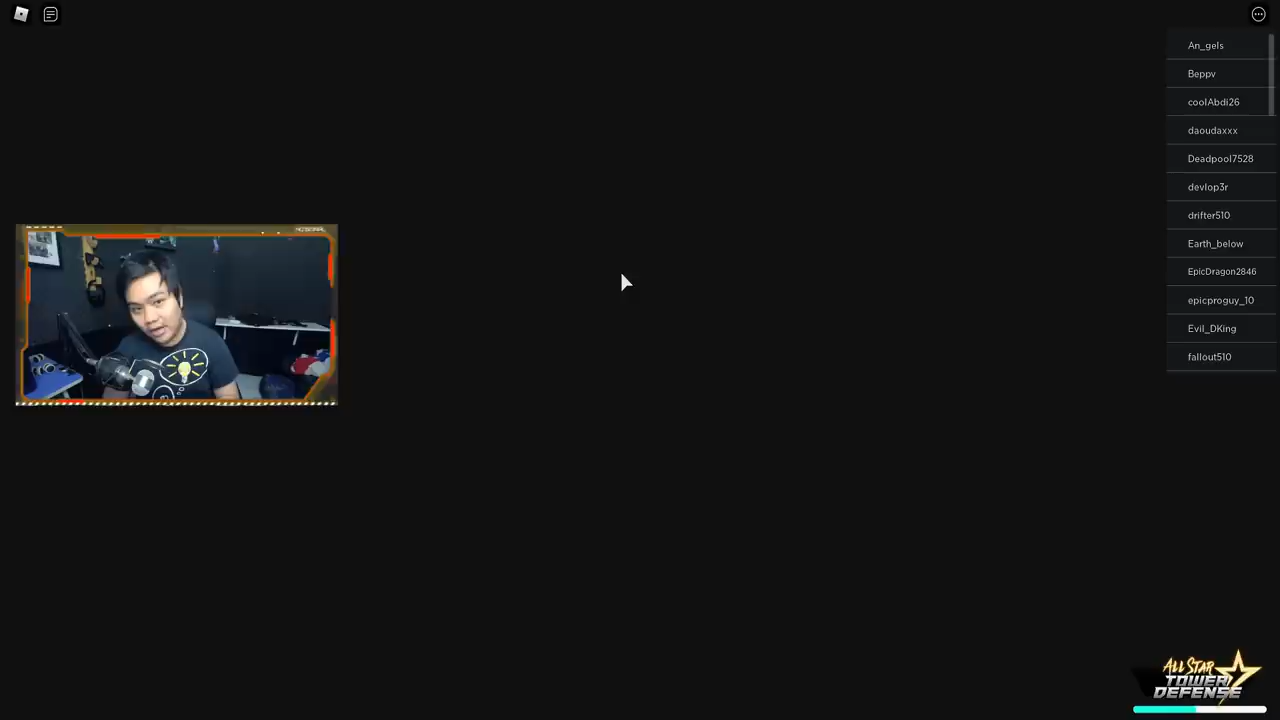 An_gels
Beppv
coolAbdi26
daoudaxxx
Deadpool7528
devlop3r
drifter510
Earth_below
EpicDragon2846
epicproguy_10
Evil_DKing
fallout510
ALL STAR
TOWER
DEFENSE